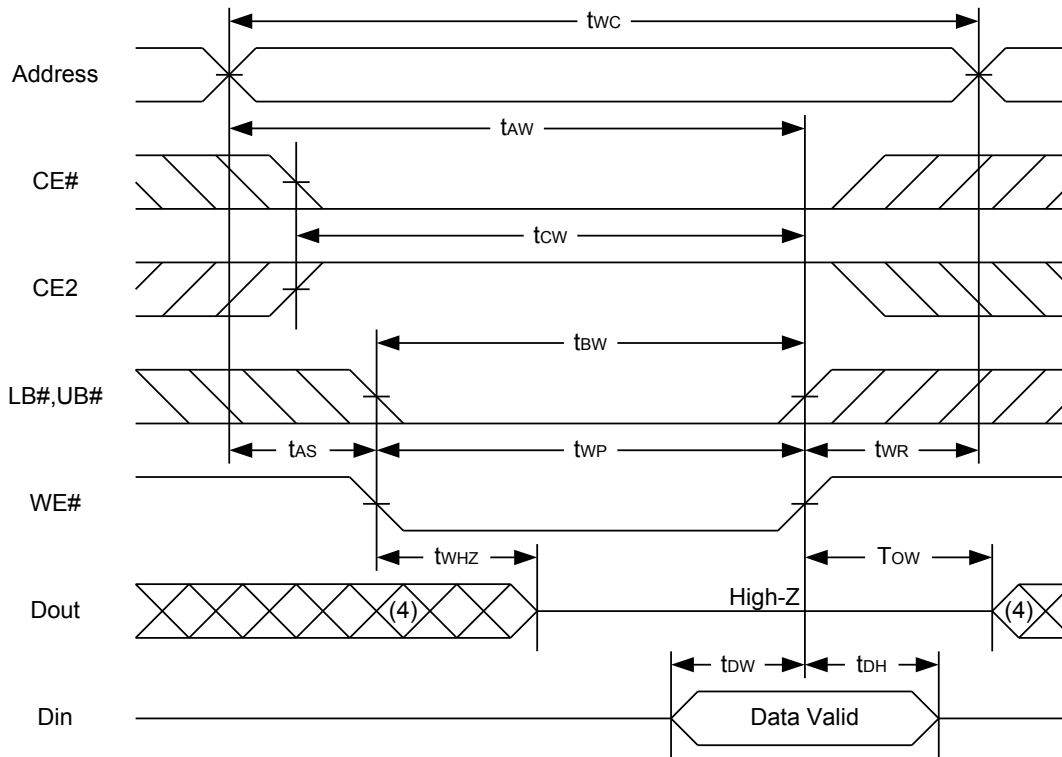 tWC
Address
tAW
CE#
tCW
CE2
tBW
LB#,UB#
tAS
tWP
tWR
WE#
tWHZ
TOW
Dout
(4)
High-Z
(4)
tDW
tDH
Din
Data Valid